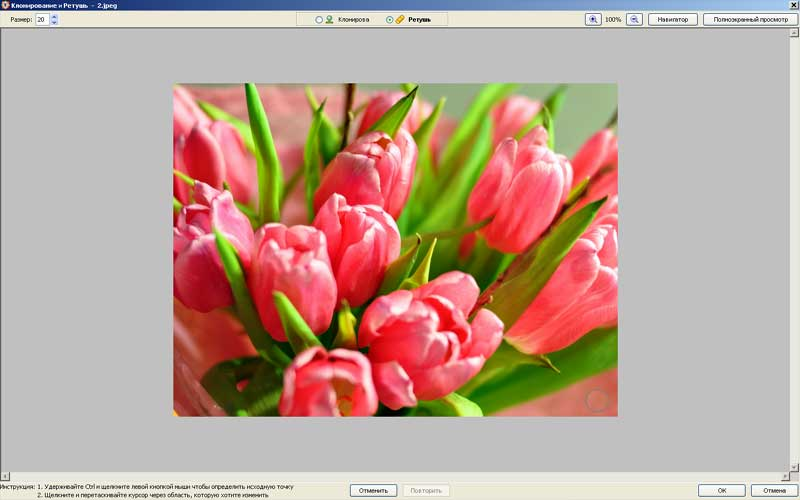 Клонирование и Ретушь - 2.jpeg
Размер: 20 Клонирова Ретушь 100% Навигатор Полноэкранный просмотр
Инструкция: 1. Удерживайте Ctrl и щелкните левой кнопкой мыши чтобы определить исходную точку
2. Щелкните и перетаскивайте курсор через область, которую хотите изменить
Отменить Повторить OK Отмена